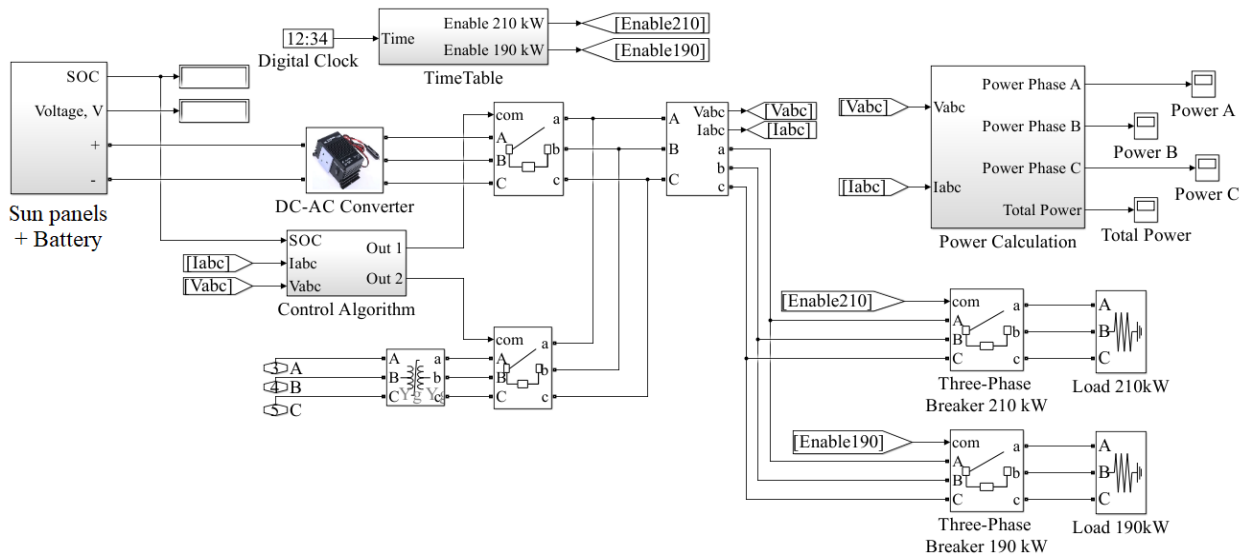 12:34
Digital Clock
Time
Enable 210 kW
Enable 190 kW
TimeTable
[Enable210]
[Enable190]
SOC
Voltage, V
+
-
Sun panels
+ Battery
DC-AC Converter
com
A
B
C
a
b
c
A
B
C
Vabc
Iabc
a
b
c
[Vabc]
[Iabc]
[Vabc]
[Iabc]
Vabc
Iabc
Power Phase A
Power Phase B
Power Phase C
Total Power
Power Calculation
Power A
Power B
Power C
Total Power
[Iabc]
[Vabc]
SOC
Iabc
Vabc
Out 1
Out 2
Control Algorithm
3 A
4 B
5 C
A
B
C
a
b
c
Yg Yg
com
A
B
C
a
b
c
[Enable210]
com
A
B
C
a
b
c
Three-Phase
Breaker 210 kW
A
B
C
Load 210kW
[Enable190]
com
A
B
C
a
b
c
Three-Phase
Breaker 190 kW
A
B
C
Load 190kW